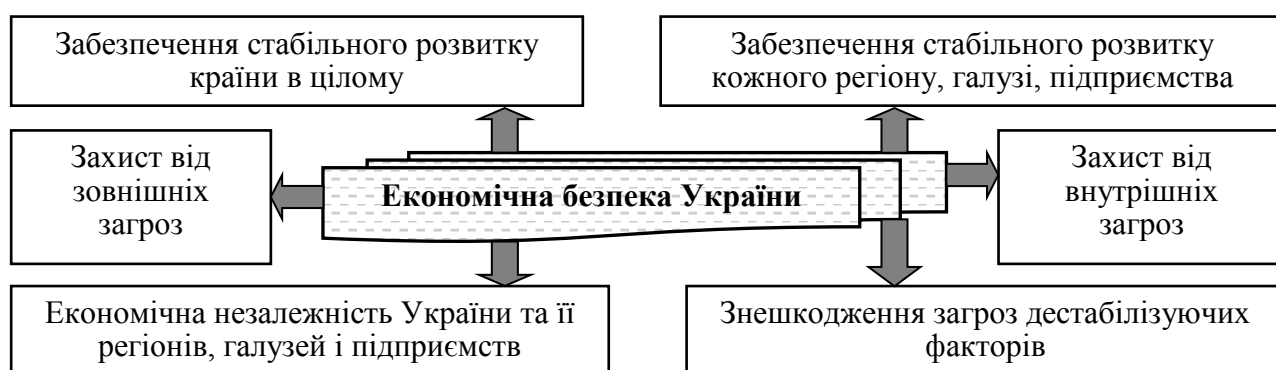 Забезпечення стабільного розвитку
країни в цілому
Забезпечення стабільного розвитку
кожного регіону, галузі, підприємства
Захист від
зовнішніх
загроз
Економічна безпека України
Захист від
внутрішніх
загроз
Економічна незалежність України та її
регіонів, галузей і підприємств
Знешкодження загроз дестабілізуючих
факторів